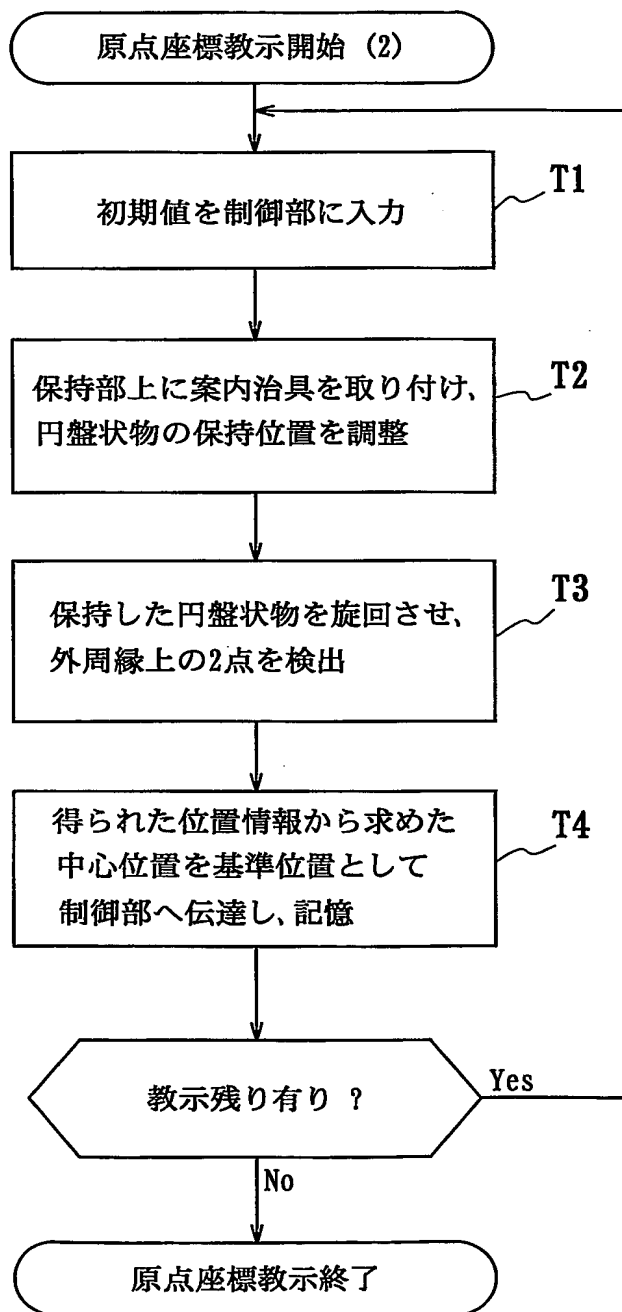 原点座標教示開始 (2)
初期値を制御部に入力
T1
保持部上に案内治具を取り付け、
円盤状物の保持位置を調整
T2
保持した円盤状物を旋回させ、
外周縁上の2点を検出
T3
得られた位置情報から求めた
中心位置を基準位置として
制御部へ伝達し、記憶
T4
教示残り有り ?
Yes
No
原点座標教示終了